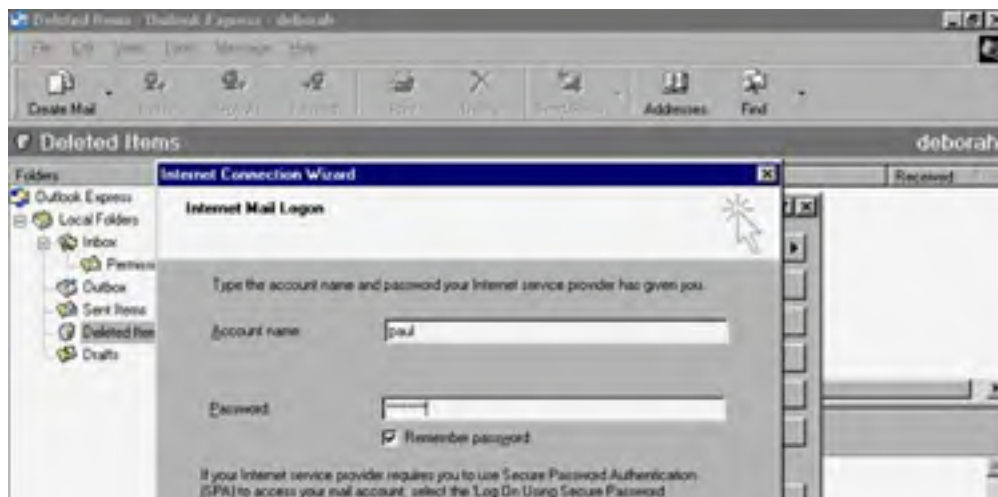 Deleted Items - Outlook Express - deborah
File Edit View Tools Message Help
Create Mail Print Addresses Find
Deleted Items deborah
Folders
Internet Connection Wizard
Received
Outlook Express
Internet Mail Logon
Local Folders
Inbox
Outbox
Type the account name and password your Internet service provider has given you.
Sent Items
Deleted Item
Account name: paul
Drafts
Password:
Remember password
If your Internet service provider requires you to use Secure Password Authentication
(SPA) to access your mail account, select the 'Log On Using Secure Password